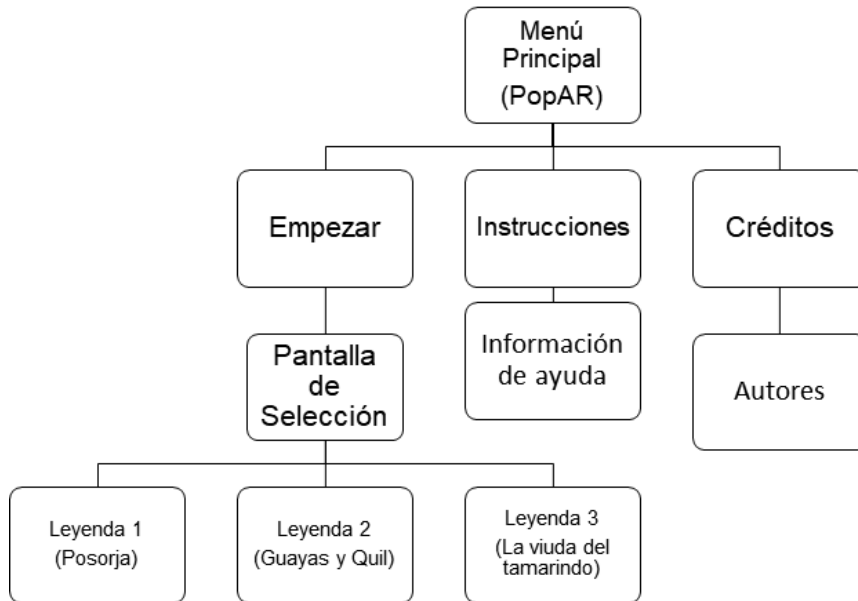 Menú
Principal
(PopAR)
Empezar
Instrucciones
Créditos
Pantalla
de
Selección
Información
de ayuda
Autores
Leyenda 1
(Posorja)
Leyenda 2
(Guayas y Quil)
Leyenda 3
(La viuda del
tamarindo)